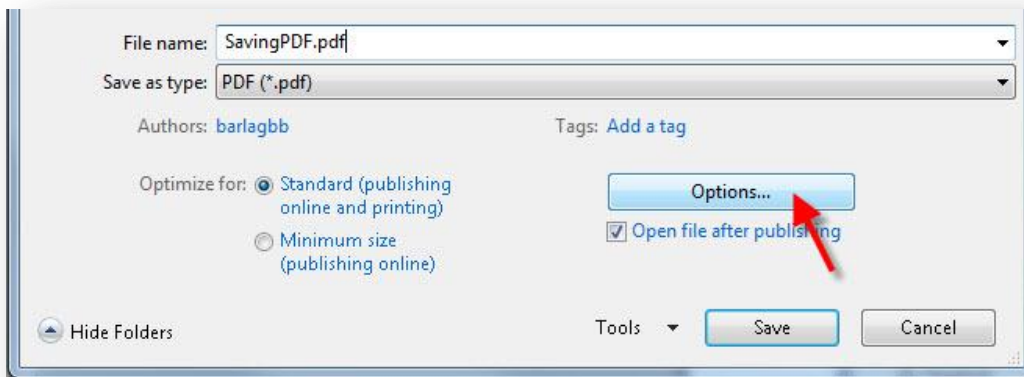 File name: SavingPDF.pdf
Save as type: PDF (*.pdf)
Authors: barlagbb Tags: Add a tag
Optimize for: Standard (publishing online and printing)
Options...
Minimum size (publishing online)
Open file after publishing
Hide Folders Tools Save Cancel